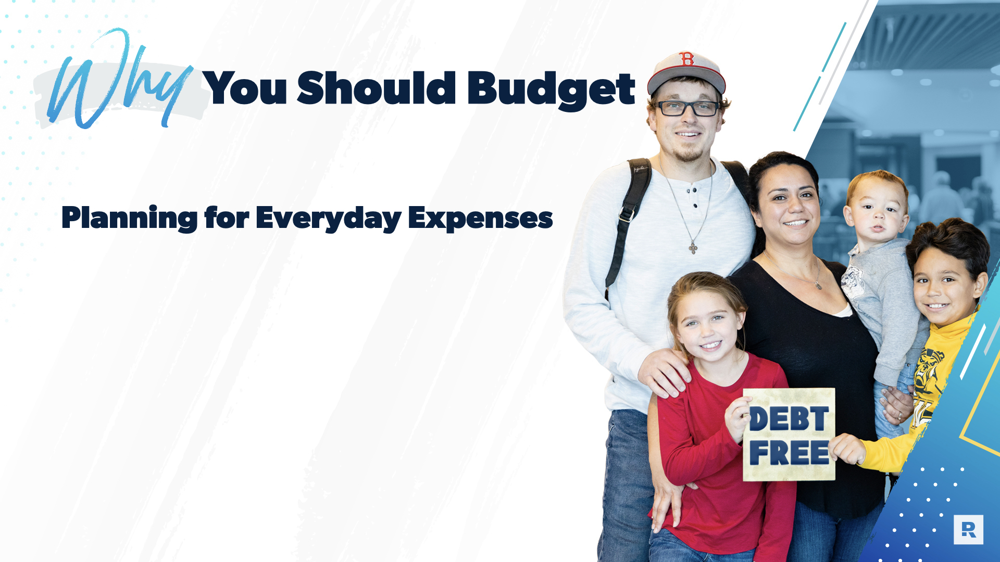 Why You Should Budget
Planning for Everyday Expenses
B
DEBT
FREE
R